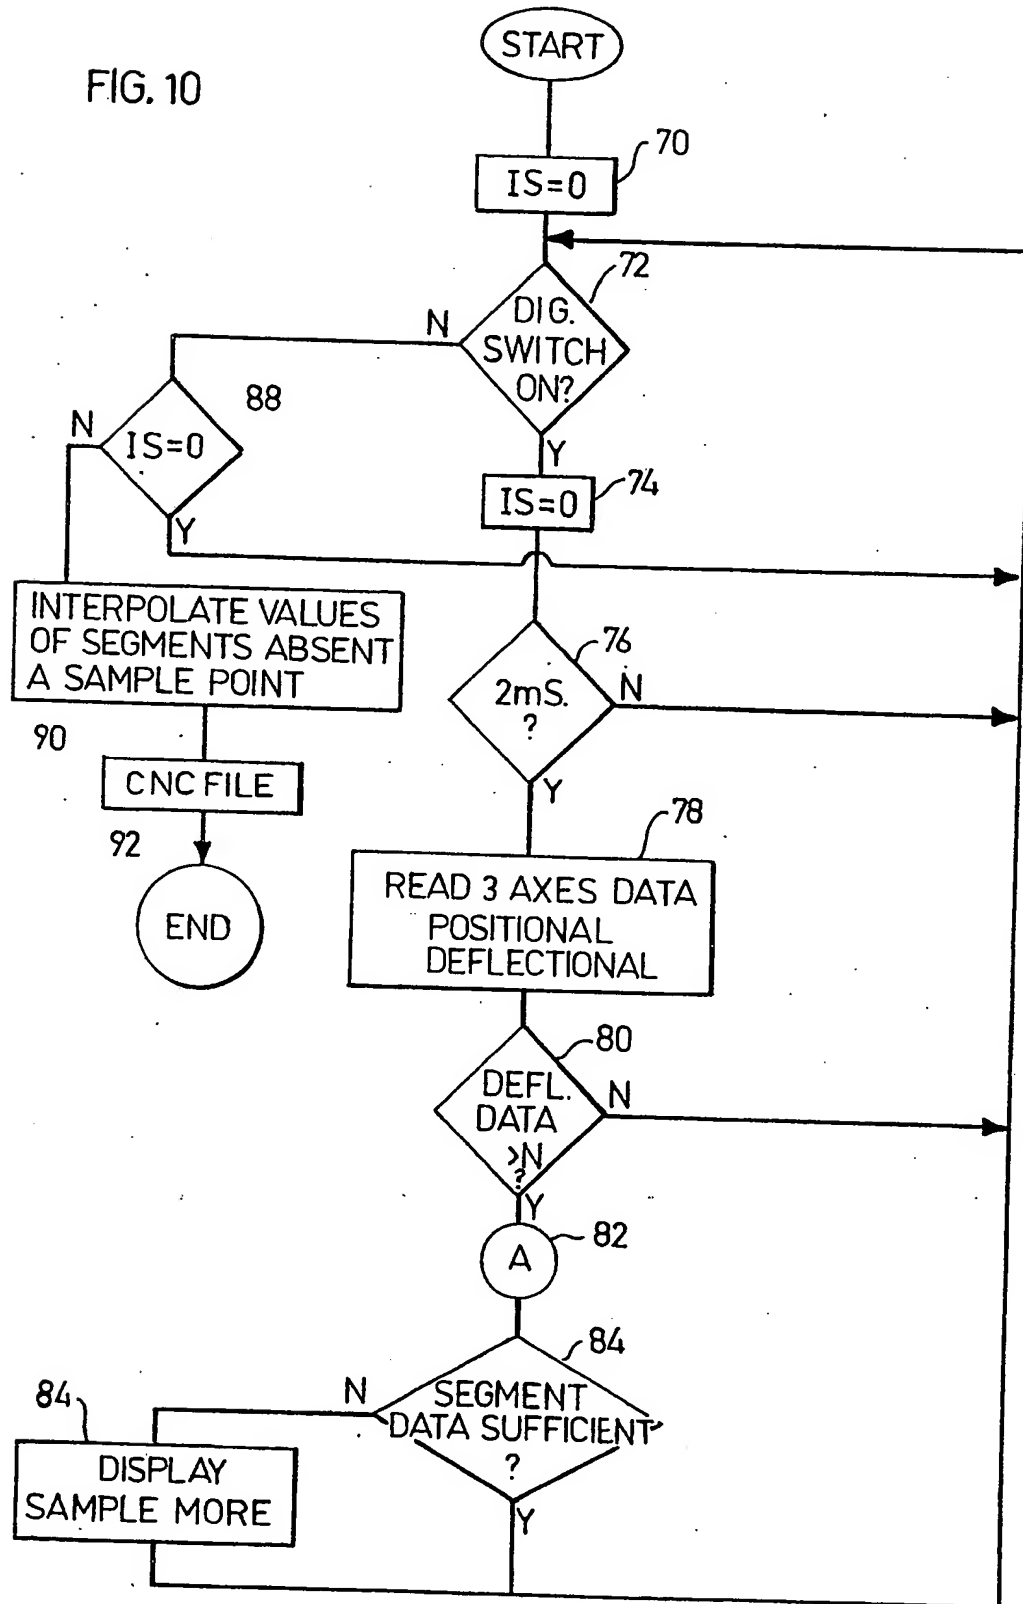 START
FIG. 10
70
IS=0
72
DIG.
SWITCH
ON?
N
88
N
IS=0
Y
Y
74
IS=0
INTERPOLATE VALUES
OF SEGMENTS ABSENT
A SAMPLE POINT
76
2mS.
?
N
Y
90
CNC FILE
92
END
78
READ 3 AXES DATA
POSITIONAL
DEFLECTIONAL
80
DEFL.
DATA
>N
?
N
Y
82
A
84
SEGMENT
DATA SUFFICIENT
?
N
Y
84
DISPLAY
SAMPLE MORE